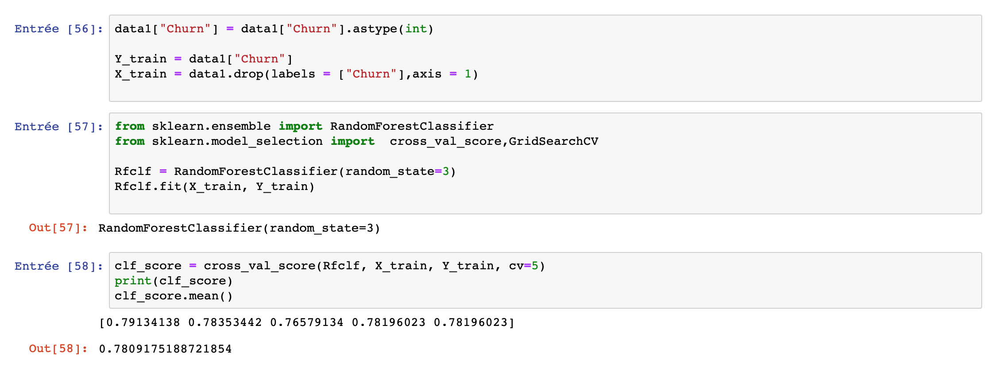 Entrée [56]: data1["Churn"] = data1["Churn"].astype(int)
Y_train = data1["Churn"]
X_train = data1.drop(labels = ["Churn"],axis = 1)
Entrée [57]: from sklearn.ensemble import RandomForestClassifier
from sklearn.model_selection import  cross_val_score,GridSearchCV
Rfclf = RandomForestClassifier(random_state=3)
Rfclf.fit(X_train, Y_train)
Out[57]: RandomForestClassifier(random_state=3)
Entrée [58]: clf_score = cross_val_score(Rfclf, X_train, Y_train, cv=5)
print(clf_score)
clf_score.mean()
[0.79134138 0.78353442 0.76579134 0.78196023 0.78196023]
Out[58]: 0.7809175188721854